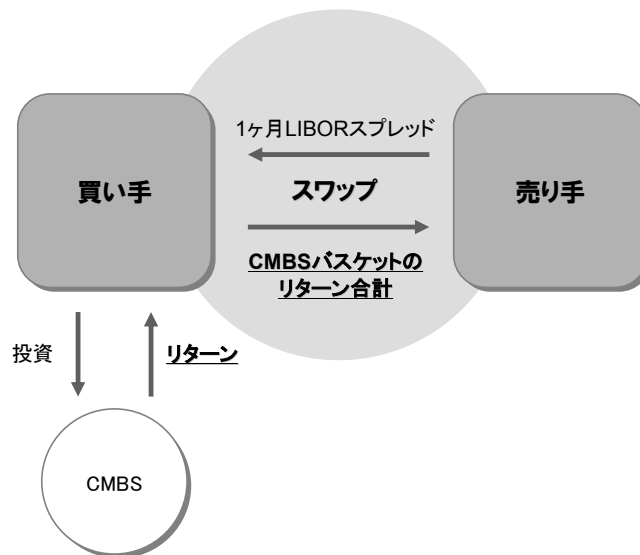 1ヶ月LIBORスプレッド
買い手
スワップ
売り手
CMBSバスケットの
リターン合計
投資
リターン
CMBS